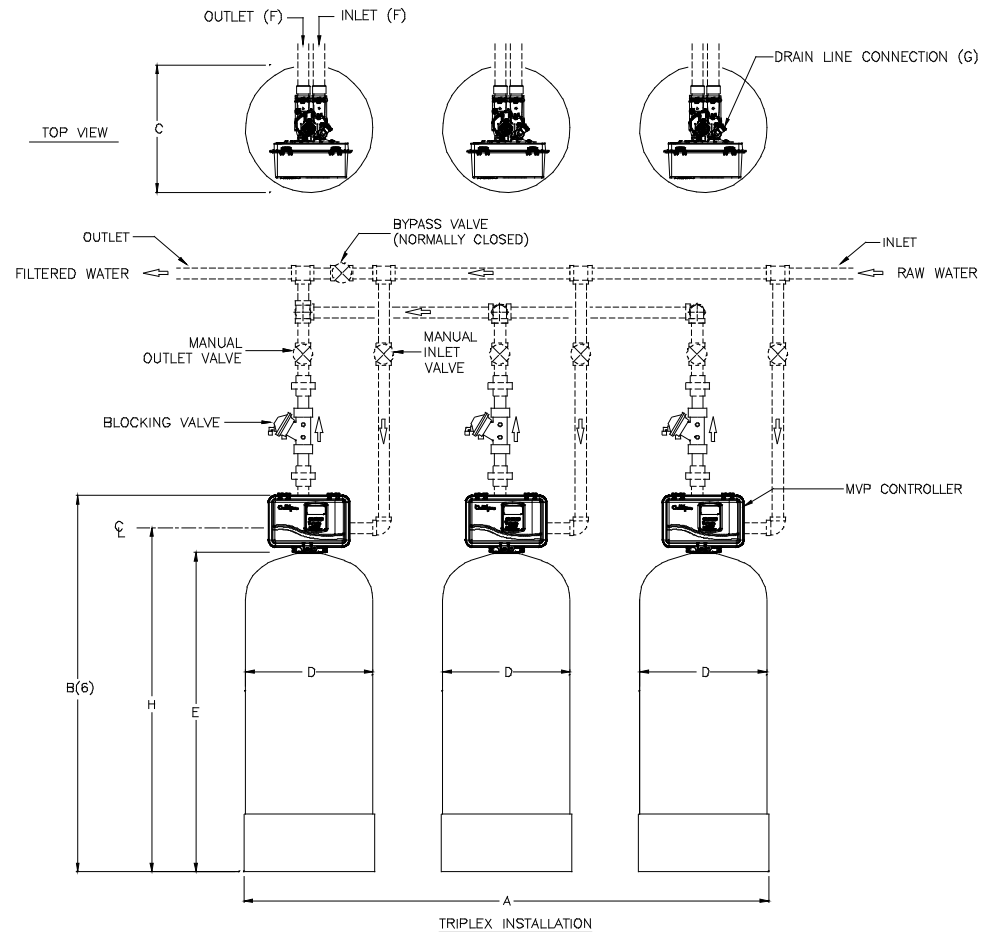 OUTLET (F)
INLET (F)
DRAIN LINE CONNECTION (G)
C
TOP VIEW
BYPASS VALVE
(NORMALLY CLOSED)
OUTLET
INLET
FILTERED WATER
RAW WATER
MANUAL
OUTLET VALVE
MANUAL
INLET
VALVE
BLOCKING VALVE
MVP CONTROLLER
℄
D
D
D
B(6)
H
E
A
TRIPLEX INSTALLATION